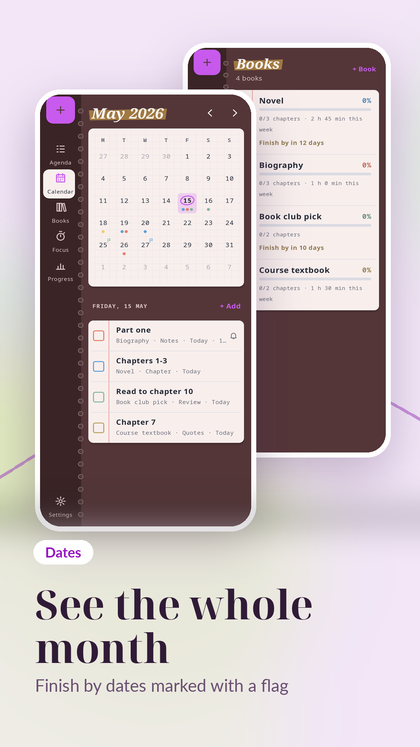 Books
4 books
+ Book
Novel 0%
0/3 chapters · 2 h 45 min this
week
Finish by in 12 days
Biography 0%
0/3 chapters · 1 h 0 min this
week
Book club pick 0%
0/2 chapters
Finish by in 10 days
Course textbook 0%
0/2 chapters · 1 h 30 min this
week
May 2026
Agenda
Calendar
Books
Focus
Progress
Settings
M T W T F S S
27 28 29 30 1 2 3
4 5 6 7 8 9 10
11 12 13 14 15 16 17
18 19 20 21 22 23 24
25 26 27 28 29 30 31
1 2 3 4 5 6 7
FRIDAY, 15 MAY + Add
Part one
Biography · Notes · Today · 1…
Chapters 1-3
Novel · Chapter · Today
Read to chapter 10
Book club pick · Review · Today
Chapter 7
Course textbook · Quotes · Today
Dates
See the whole
month
Finish by dates marked with a flag